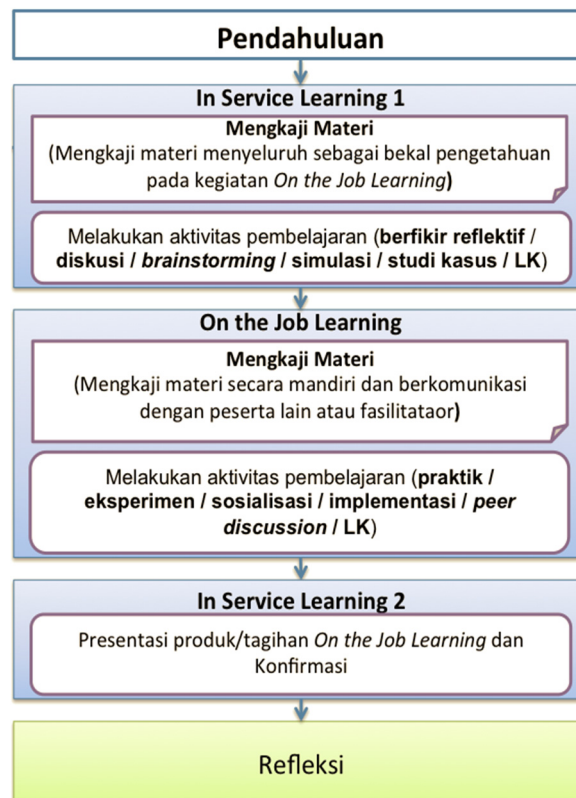 Pendahuluan
In Service Learning 1
Mengkaji Materi
(Mengkaji materi menyeluruh sebagai bekal pengetahuan
pada kegiatan On the Job Learning)
Melakukan aktivitas pembelajaran (berfikir reflektif /
diskusi / brainstorming / simulasi / studi kasus / LK)
On the Job Learning
Mengkaji Materi
(Mengkaji materi secara mandiri dan berkomunikasi
dengan peserta lain atau fasilitataor)
Melakukan aktivitas pembelajaran (praktik /
eksperimen / sosialisasi / implementasi / peer
discussion / LK)
In Service Learning 2
Presentasi produk/tagihan On the Job Learning dan
Konfirmasi
Refleksi